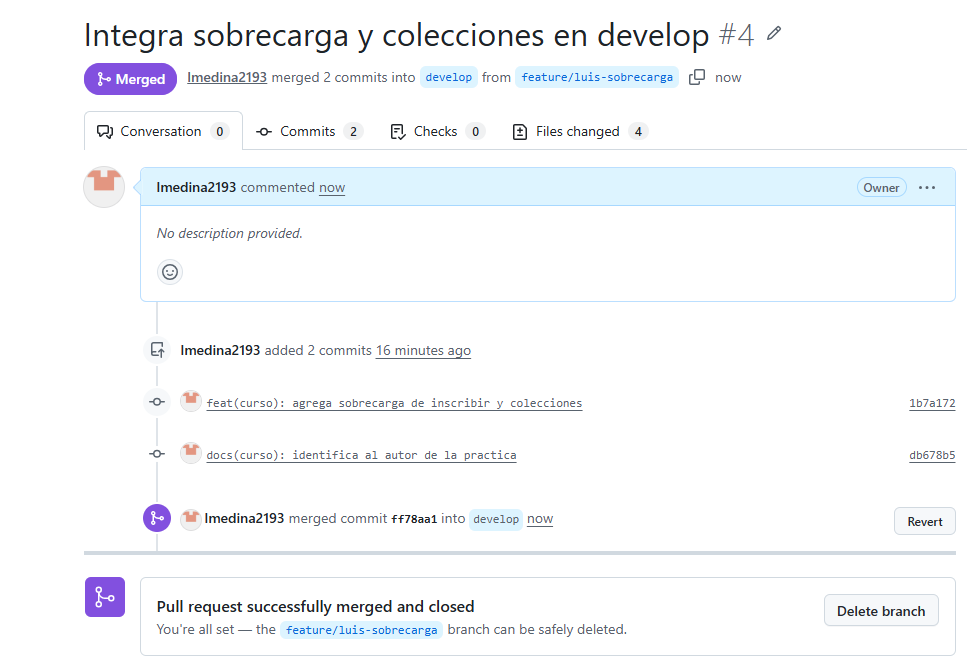 Integra sobrecarga y colecciones en develop #4
Merged lmedina2193 merged 2 commits into develop from feature/luis-sobrecarga now
Conversation 0 Commits 2 Checks 0 Files changed 4
lmedina2193 commented now Owner
No description provided.
lmedina2193 added 2 commits 16 minutes ago
feat(curso): agrega sobrecarga de inscribir y colecciones 1b7a172
docs(curso): identifica al autor de la practica db678b5
lmedina2193 merged commit ff78aa1 into develop now Revert
Pull request successfully merged and closed
You're all set — the feature/luis-sobrecarga branch can be safely deleted.
Delete branch